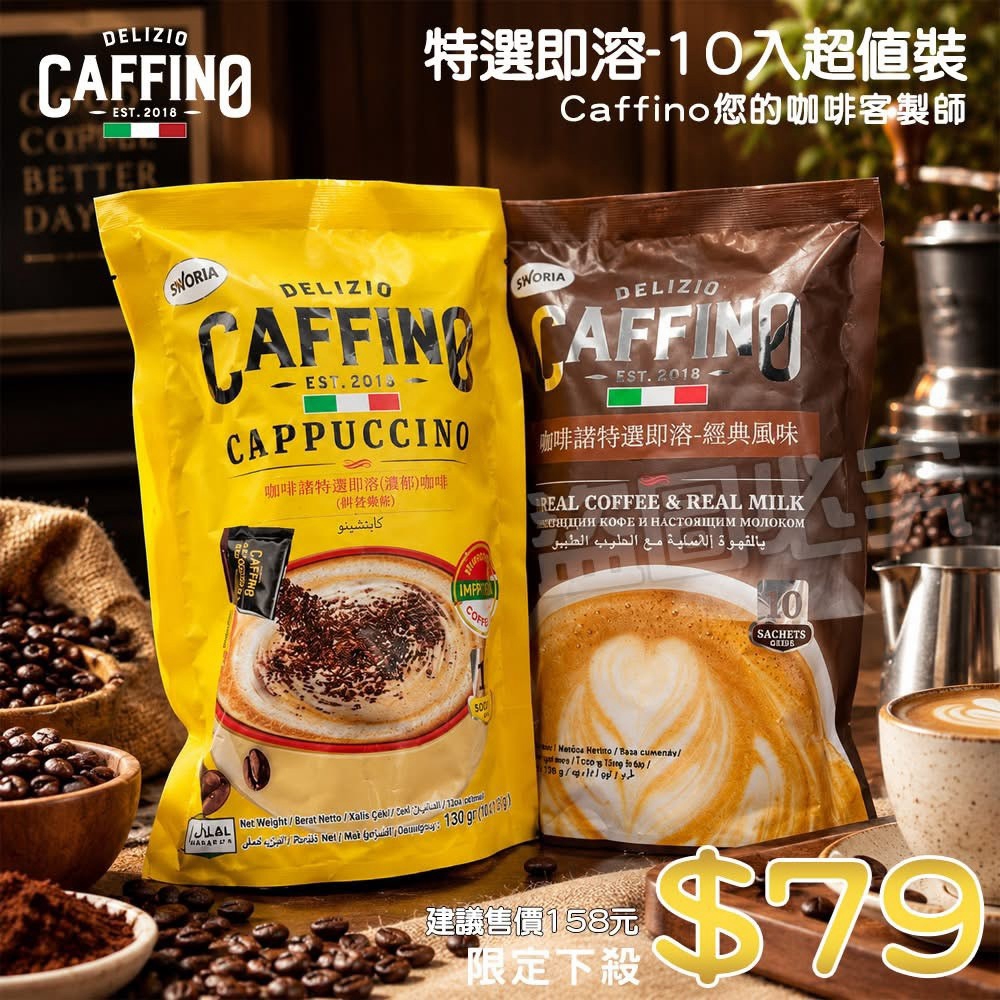 DELIZIO
CAFFINO
EST. 2018
特選即溶-10入超值裝
Caffino您的咖啡客製師
BETTER
DAY
SWORIA
DELIZIO
CAFFINO
EST. 2018
CAPPUCCINO
咖啡諾特選即溶(濃郁)咖啡
كابتشينو
COFFE
Net Weight / Berat Netto / Xalis Çəki /
130 gr
SWORIA
DELIZIO
CAFFINO
EST. 2018
咖啡諾特選即溶-經典風味
REAL COFFEE & REAL MILK
КОФЕ И НАСТОЯЩИМ МОЛОКОМ
10
SACHETS
建議售價158元
限定下殺
$79